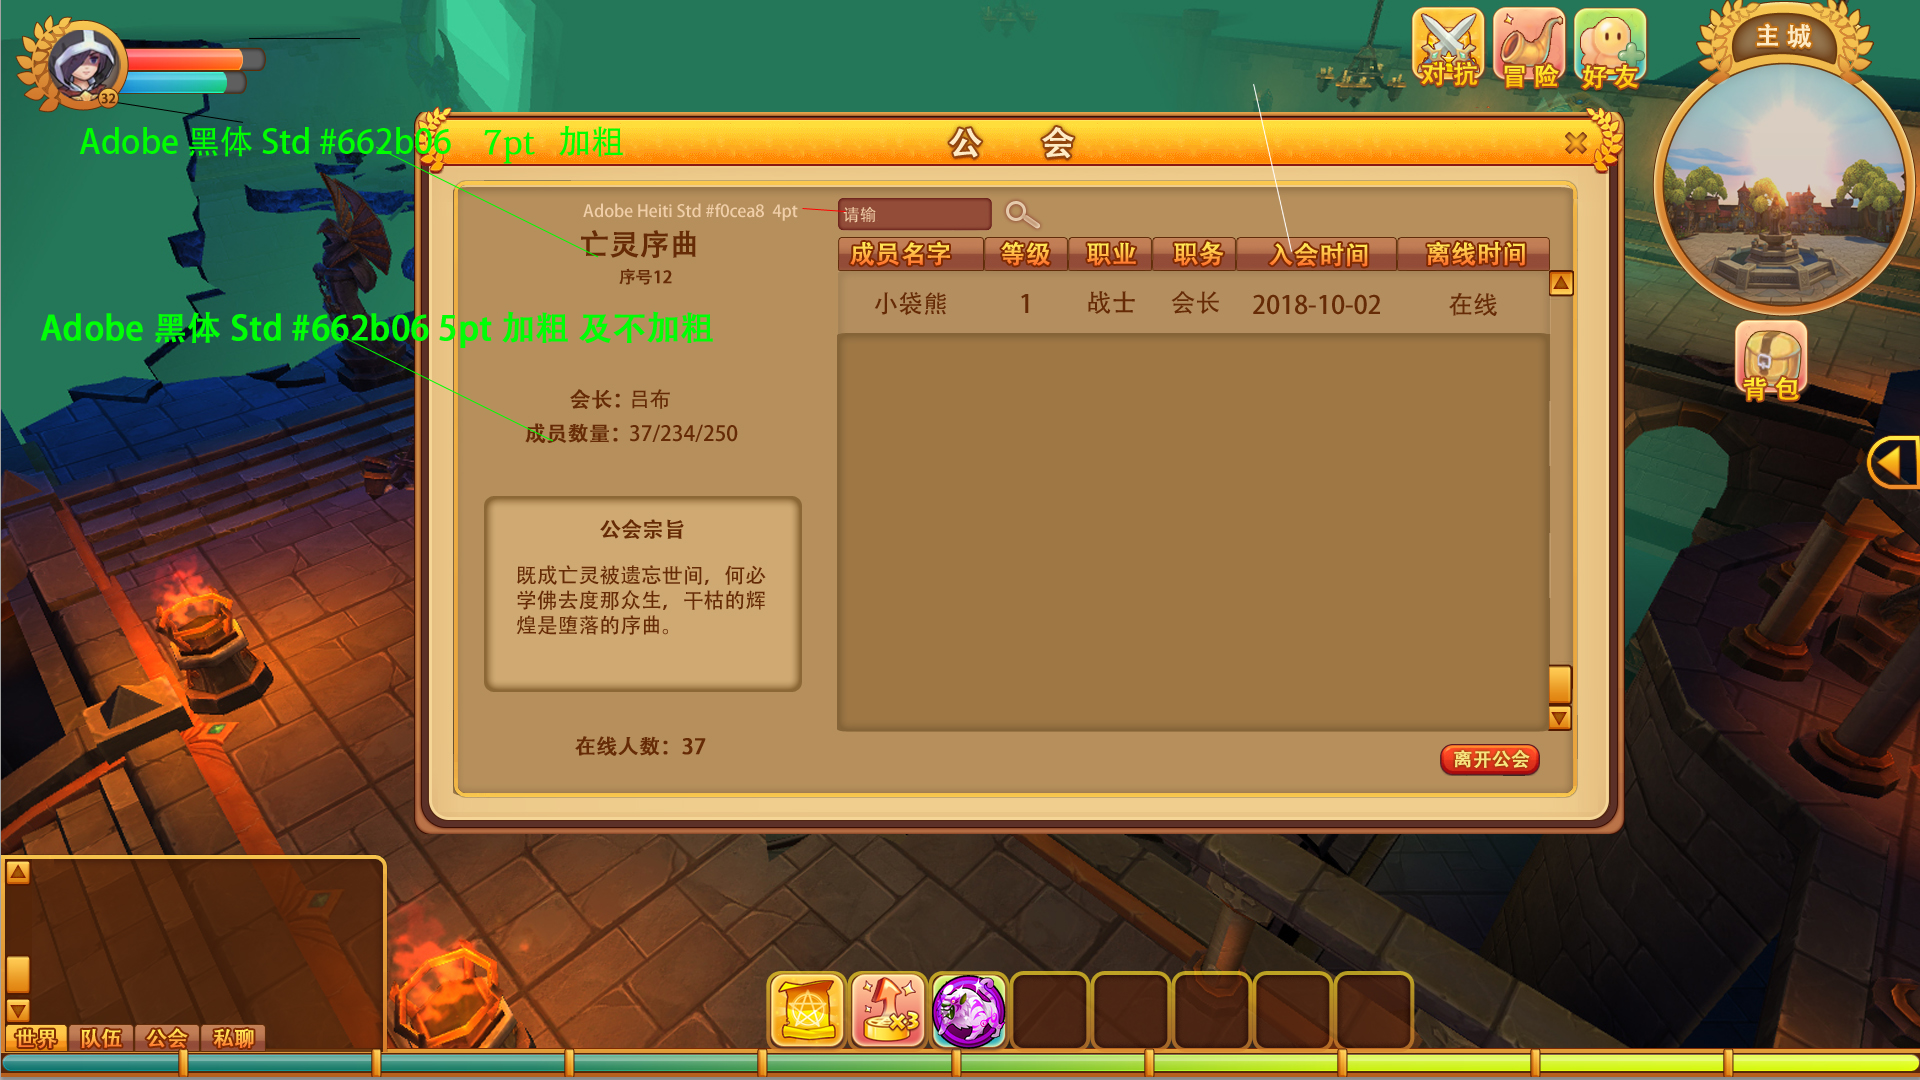 对抗
冒险
好友
主城
32
Adobe 黑体 Std #662b06 7pt 加粗
公会
Adobe Heiti Std #f0cea8 4pt
请输
亡灵序曲
序号12
成员名字 等级 职业 职务 入会时间 离线时间
小袋熊 1 战士 会长 2018-10-02 在线
Adobe 黑体 Std #662b06 5pt 加粗 及不加粗
背包
会长：吕布
成员数量：37/234/250
公会宗旨
既成亡灵被遗忘世间，何必
学佛去度那众生，干枯的辉
煌是堕落的序曲。
在线人数：37
离开公会
×3
世界 队伍 公会 私聊